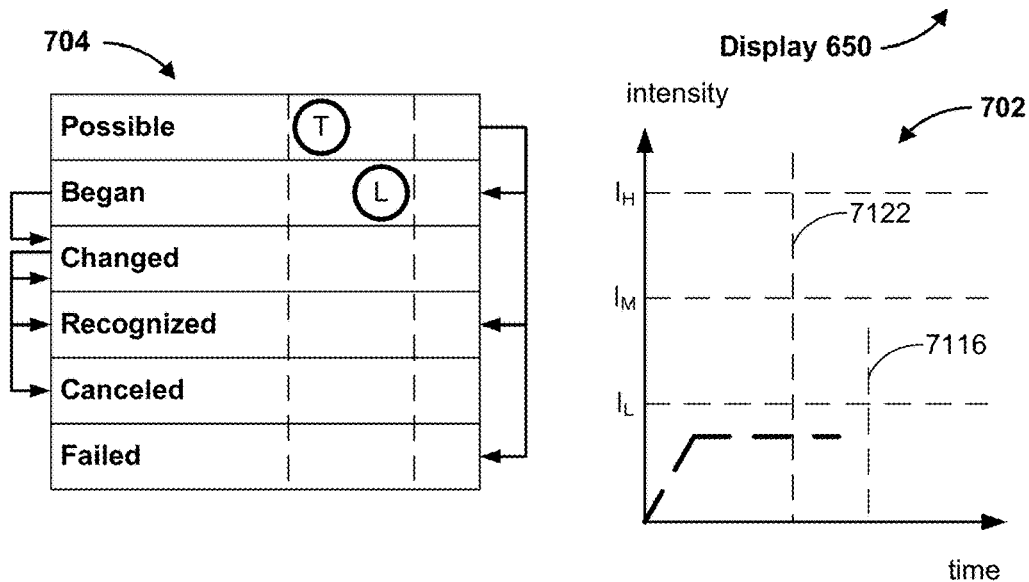 704
Possible
T
Began
L
Changed
Recognized
Canceled
Failed
Display 650
intensity
702
I_H
7122
I_M
7116
I_L
time